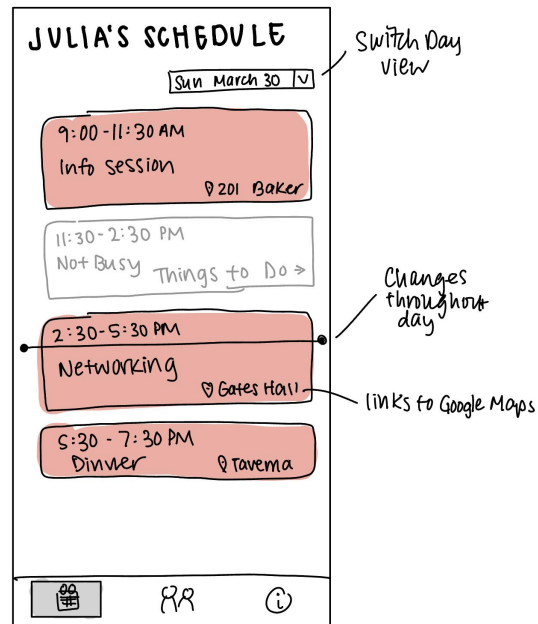 JULIA'S SCHEDULE
Switch Day
view
Sun March 30
9:00-11:30 AM
Info session
201 Baker
11:30-2:30 PM
Not Busy
Things to Do >
Changes
throughout
day
2:30-5:30 PM
Networking
Gates Hall
links to Google Maps
5:30 - 7:30 PM
Dinner
Taverna